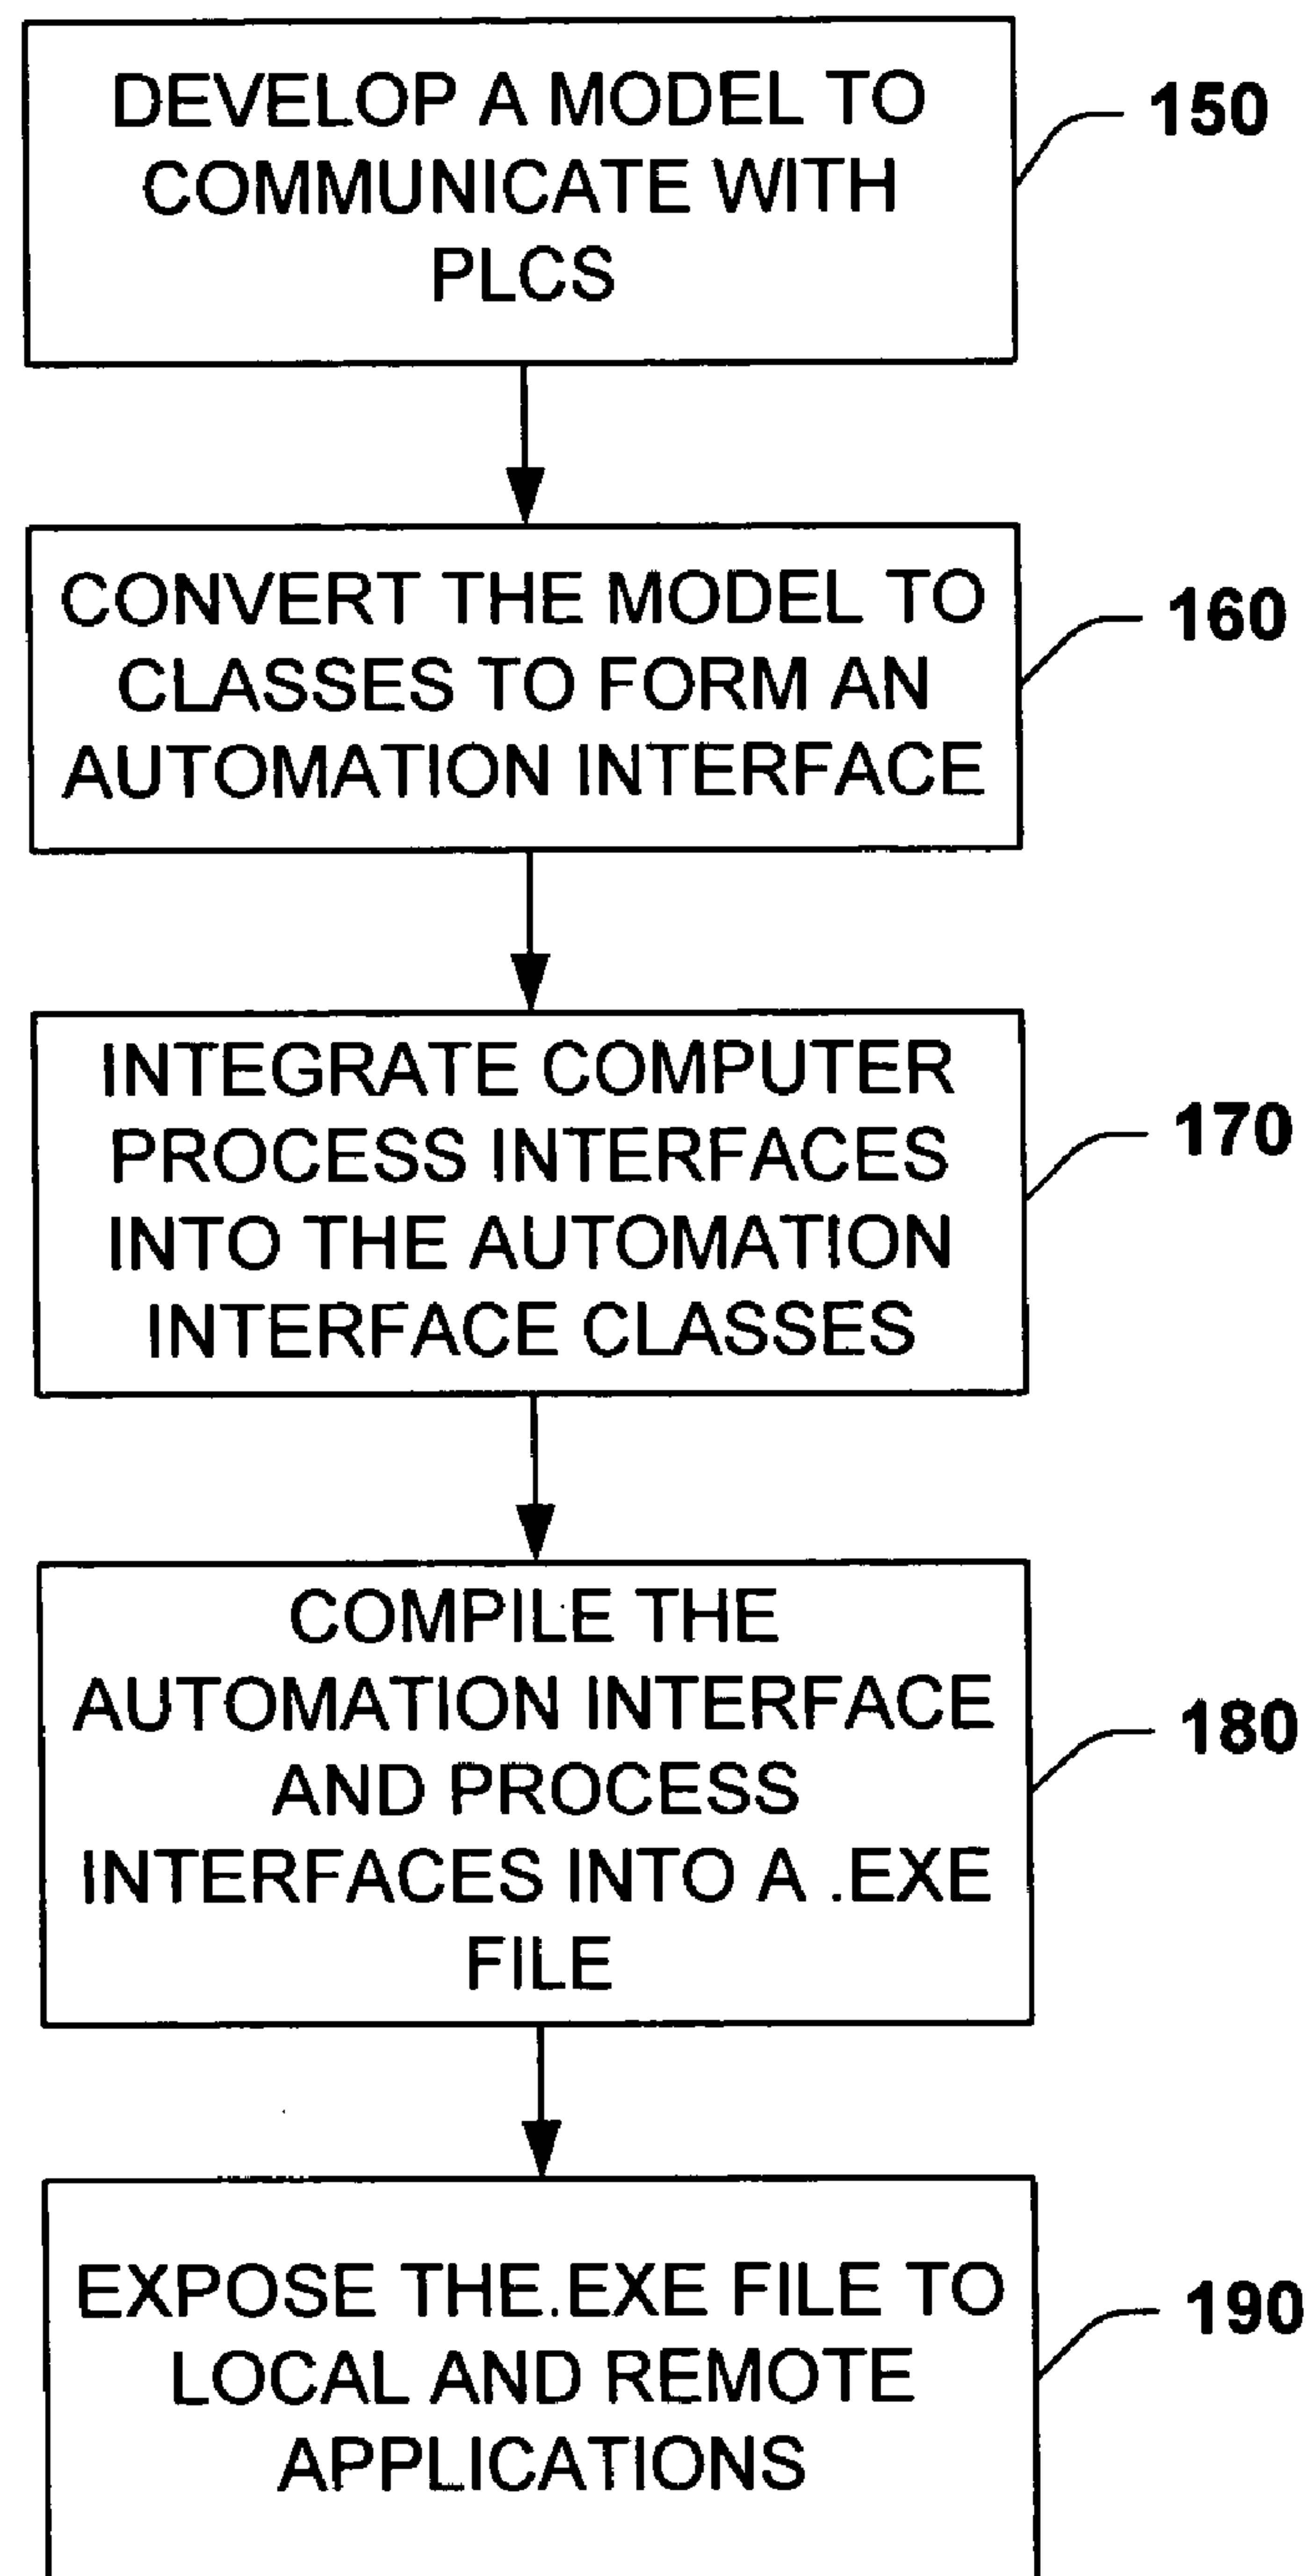 DEVELOP A MODEL TO
COMMUNICATE WITH
PLCS
150
CONVERT THE MODEL TO
CLASSES TO FORM AN
AUTOMATION INTERFACE
160
INTEGRATE COMPUTER
PROCESS INTERFACES
INTO THE AUTOMATION
INTERFACE CLASSES
170
COMPILE THE
AUTOMATION INTERFACE
AND PROCESS
INTERFACES INTO A .EXE
FILE
180
EXPOSE THE.EXE FILE TO
LOCAL AND REMOTE
APPLICATIONS
190